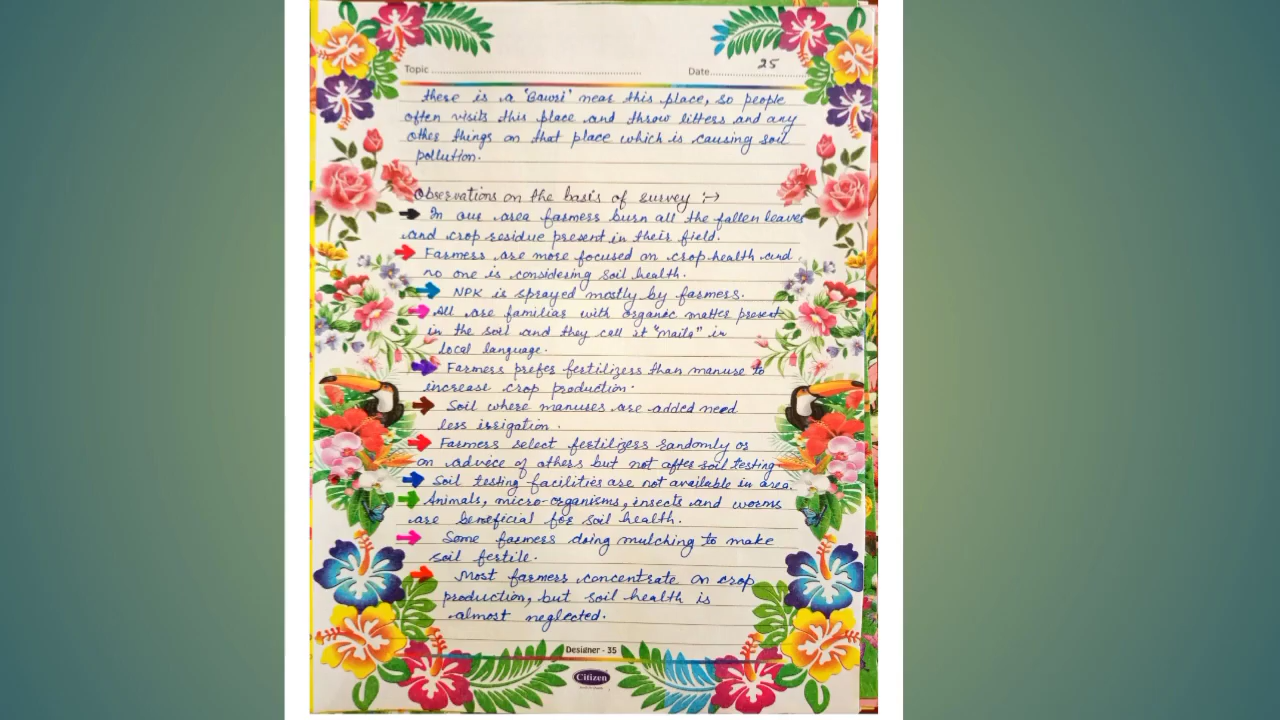 Topic
Date
25
there is a 'Bawri' near this place, so people
often visits this place and throw litters and any
other things on that place which is causing soil
pollution.
Observations on the basis of survey :→
→ In our area farmers burn all the fallen leaves
and crop residue present in their field.
→ Farmers are more focused on crop health and
no one is considering soil health.
→ NPK is sprayed mostly by farmers.
→ All are familiar with organic matter present
in the soil and they call it "Maila" in
local language.
→ Farmers prefer fertilizers than manure to
increase crop production.
→ Soil where manures are added need
less irrigation.
→ Farmers select fertilizers randomly or
on advice of others but not after soil testing.
→ Soil testing facilities are not available in area.
→ Animals, micro-organisms, insects and worms
are beneficial for soil health.
→ Some farmers doing mulching to make
soil fertile.
→ Most farmers concentrate on crop
production, but soil health is
almost neglected.
Designer - 35
Citizen